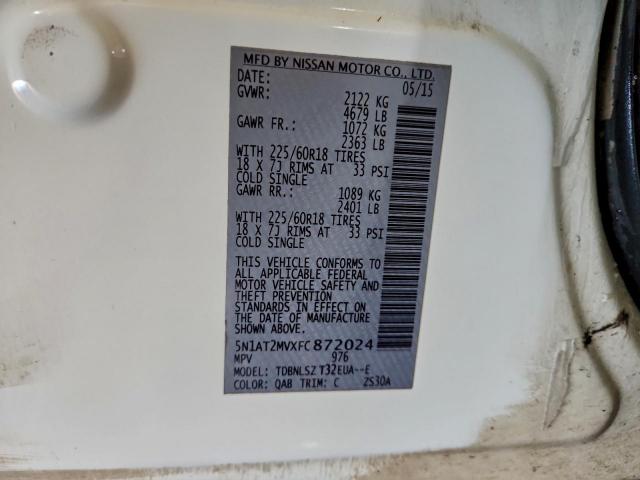 MFD BY NISSAN MOTOR CO., LTD.
DATE: 05/15
GVWR: 2122 KG
4679 LB
GAWR FR.: 1072 KG
2363 LB
WITH 225/60R18 TIRES
18 X 7J RIMS AT 33 PSI
COLD SINGLE
GAWR RR.: 1089 KG
2401 LB
WITH 225/60R18 TIRES
18 X 7J RIMS AT 33 PSI
COLD SINGLE
THIS VEHICLE CONFORMS TO
ALL APPLICABLE FEDERAL
MOTOR VEHICLE SAFETY AND
THEFT PREVENTION
STANDARDS IN EFFECT ON
THE DATE OF MANUFACTURE
SHOWN ABOVE.
5N1AT2MVXFC872024
MPV 976
MODEL: TDBNLSZ T32EUA--E
COLOR: QAB TRIM: C ZS30A